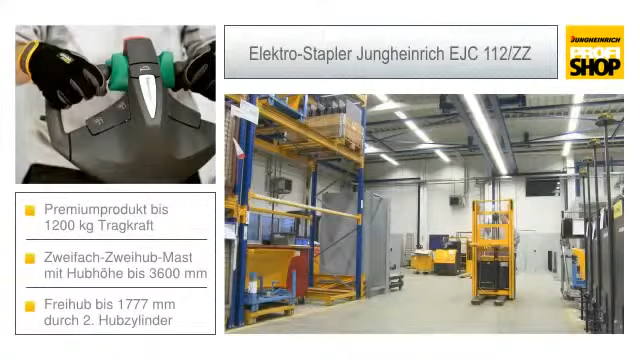 Elektro-Stapler Jungheinrich EJC 112/ZZ
JUNGHEINRICH
PROFI
SHOP
Premiumprodukt bis
1200 kg Tragkraft
Zweifach-Zweihub-Mast
mit Hubhöhe bis 3600 mm
Freihub bis 1777 mm
durch 2. Hubzylinder